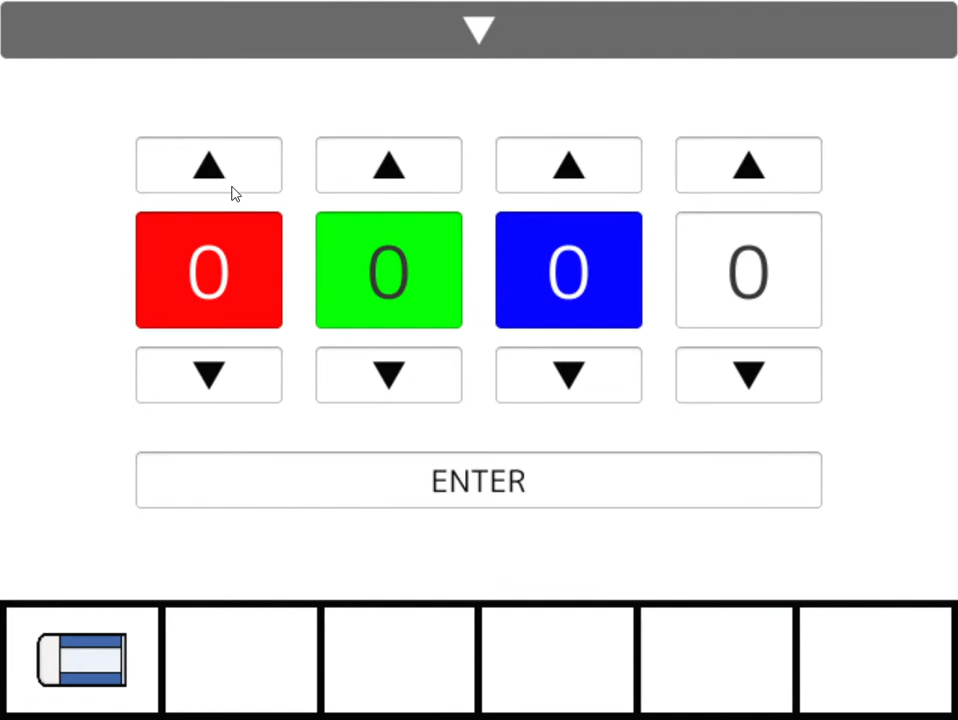 ▼
▲ ▲ ▲ ▲
0 0 0 0
▼ ▼ ▼ ▼
ENTER